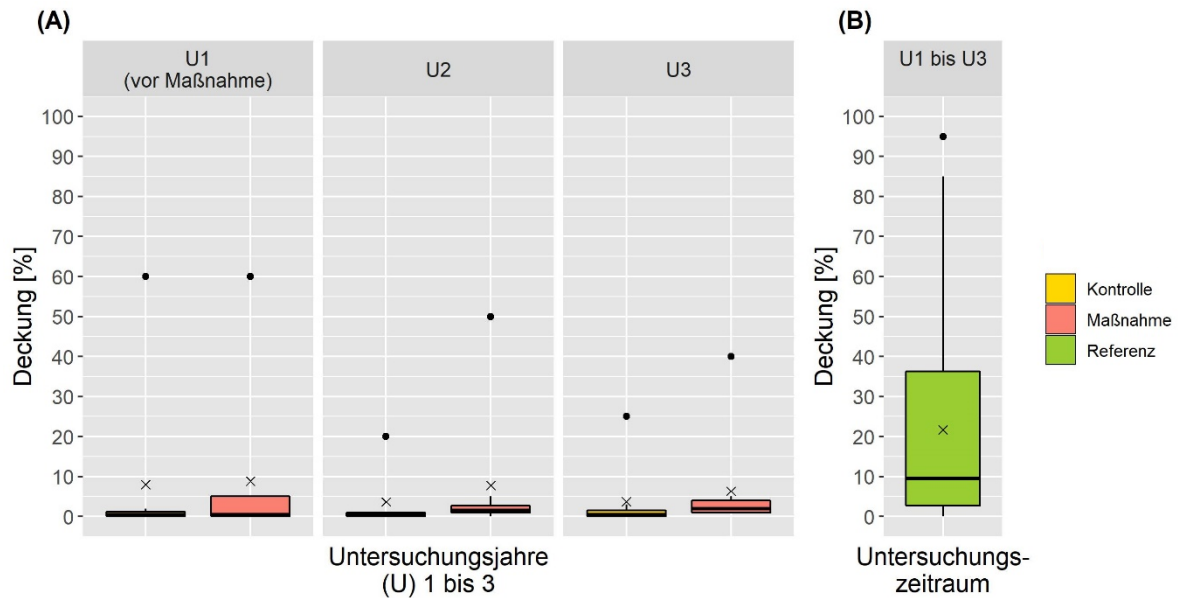 (A)
(B)
U1
(vor Maßnahme)
U2
U3
U1 bis U3
Deckung [%]
100
90
80
70
60
50
40
30
20
10
0
Untersuchungsjahre
(U) 1 bis 3
Deckung [%]
100
90
80
70
60
50
40
30
20
10
0
Untersuchungs-
zeitraum
Kontrolle
Maßnahme
Referenz